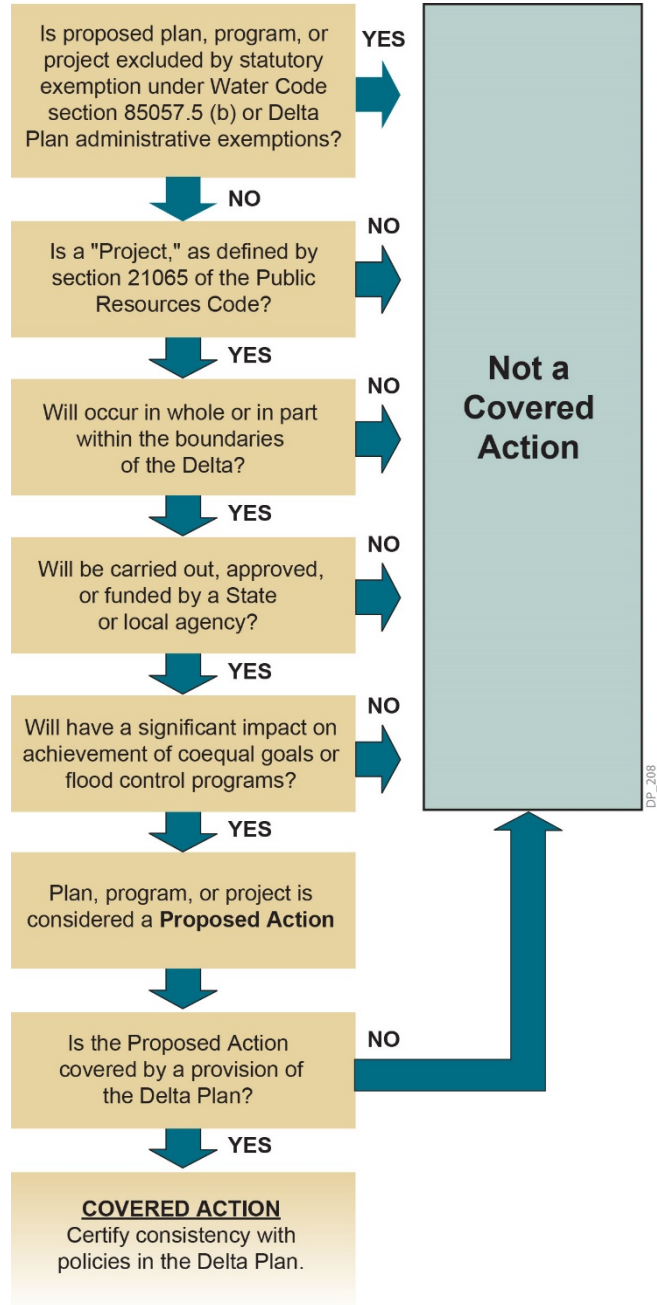 Is proposed plan, program, or
project excluded by statutory
exemption under Water Code
section 85057.5 (b) or Delta
Plan administrative exemptions?
YES
NO
Is a "Project," as defined by
section 21065 of the Public
Resources Code?
NO
YES
Will occur in whole or in part
within the boundaries
of the Delta?
NO
YES
Will be carried out, approved,
or funded by a State
or local agency?
NO
YES
Will have a significant impact on
achievement of coequal goals or
flood control programs?
NO
YES
Plan, program, or project is
considered a Proposed Action
Is the Proposed Action
covered by a provision of
the Delta Plan?
NO
YES
COVERED ACTION
Certify consistency with
policies in the Delta Plan.
Not a
Covered
Action
DP_208